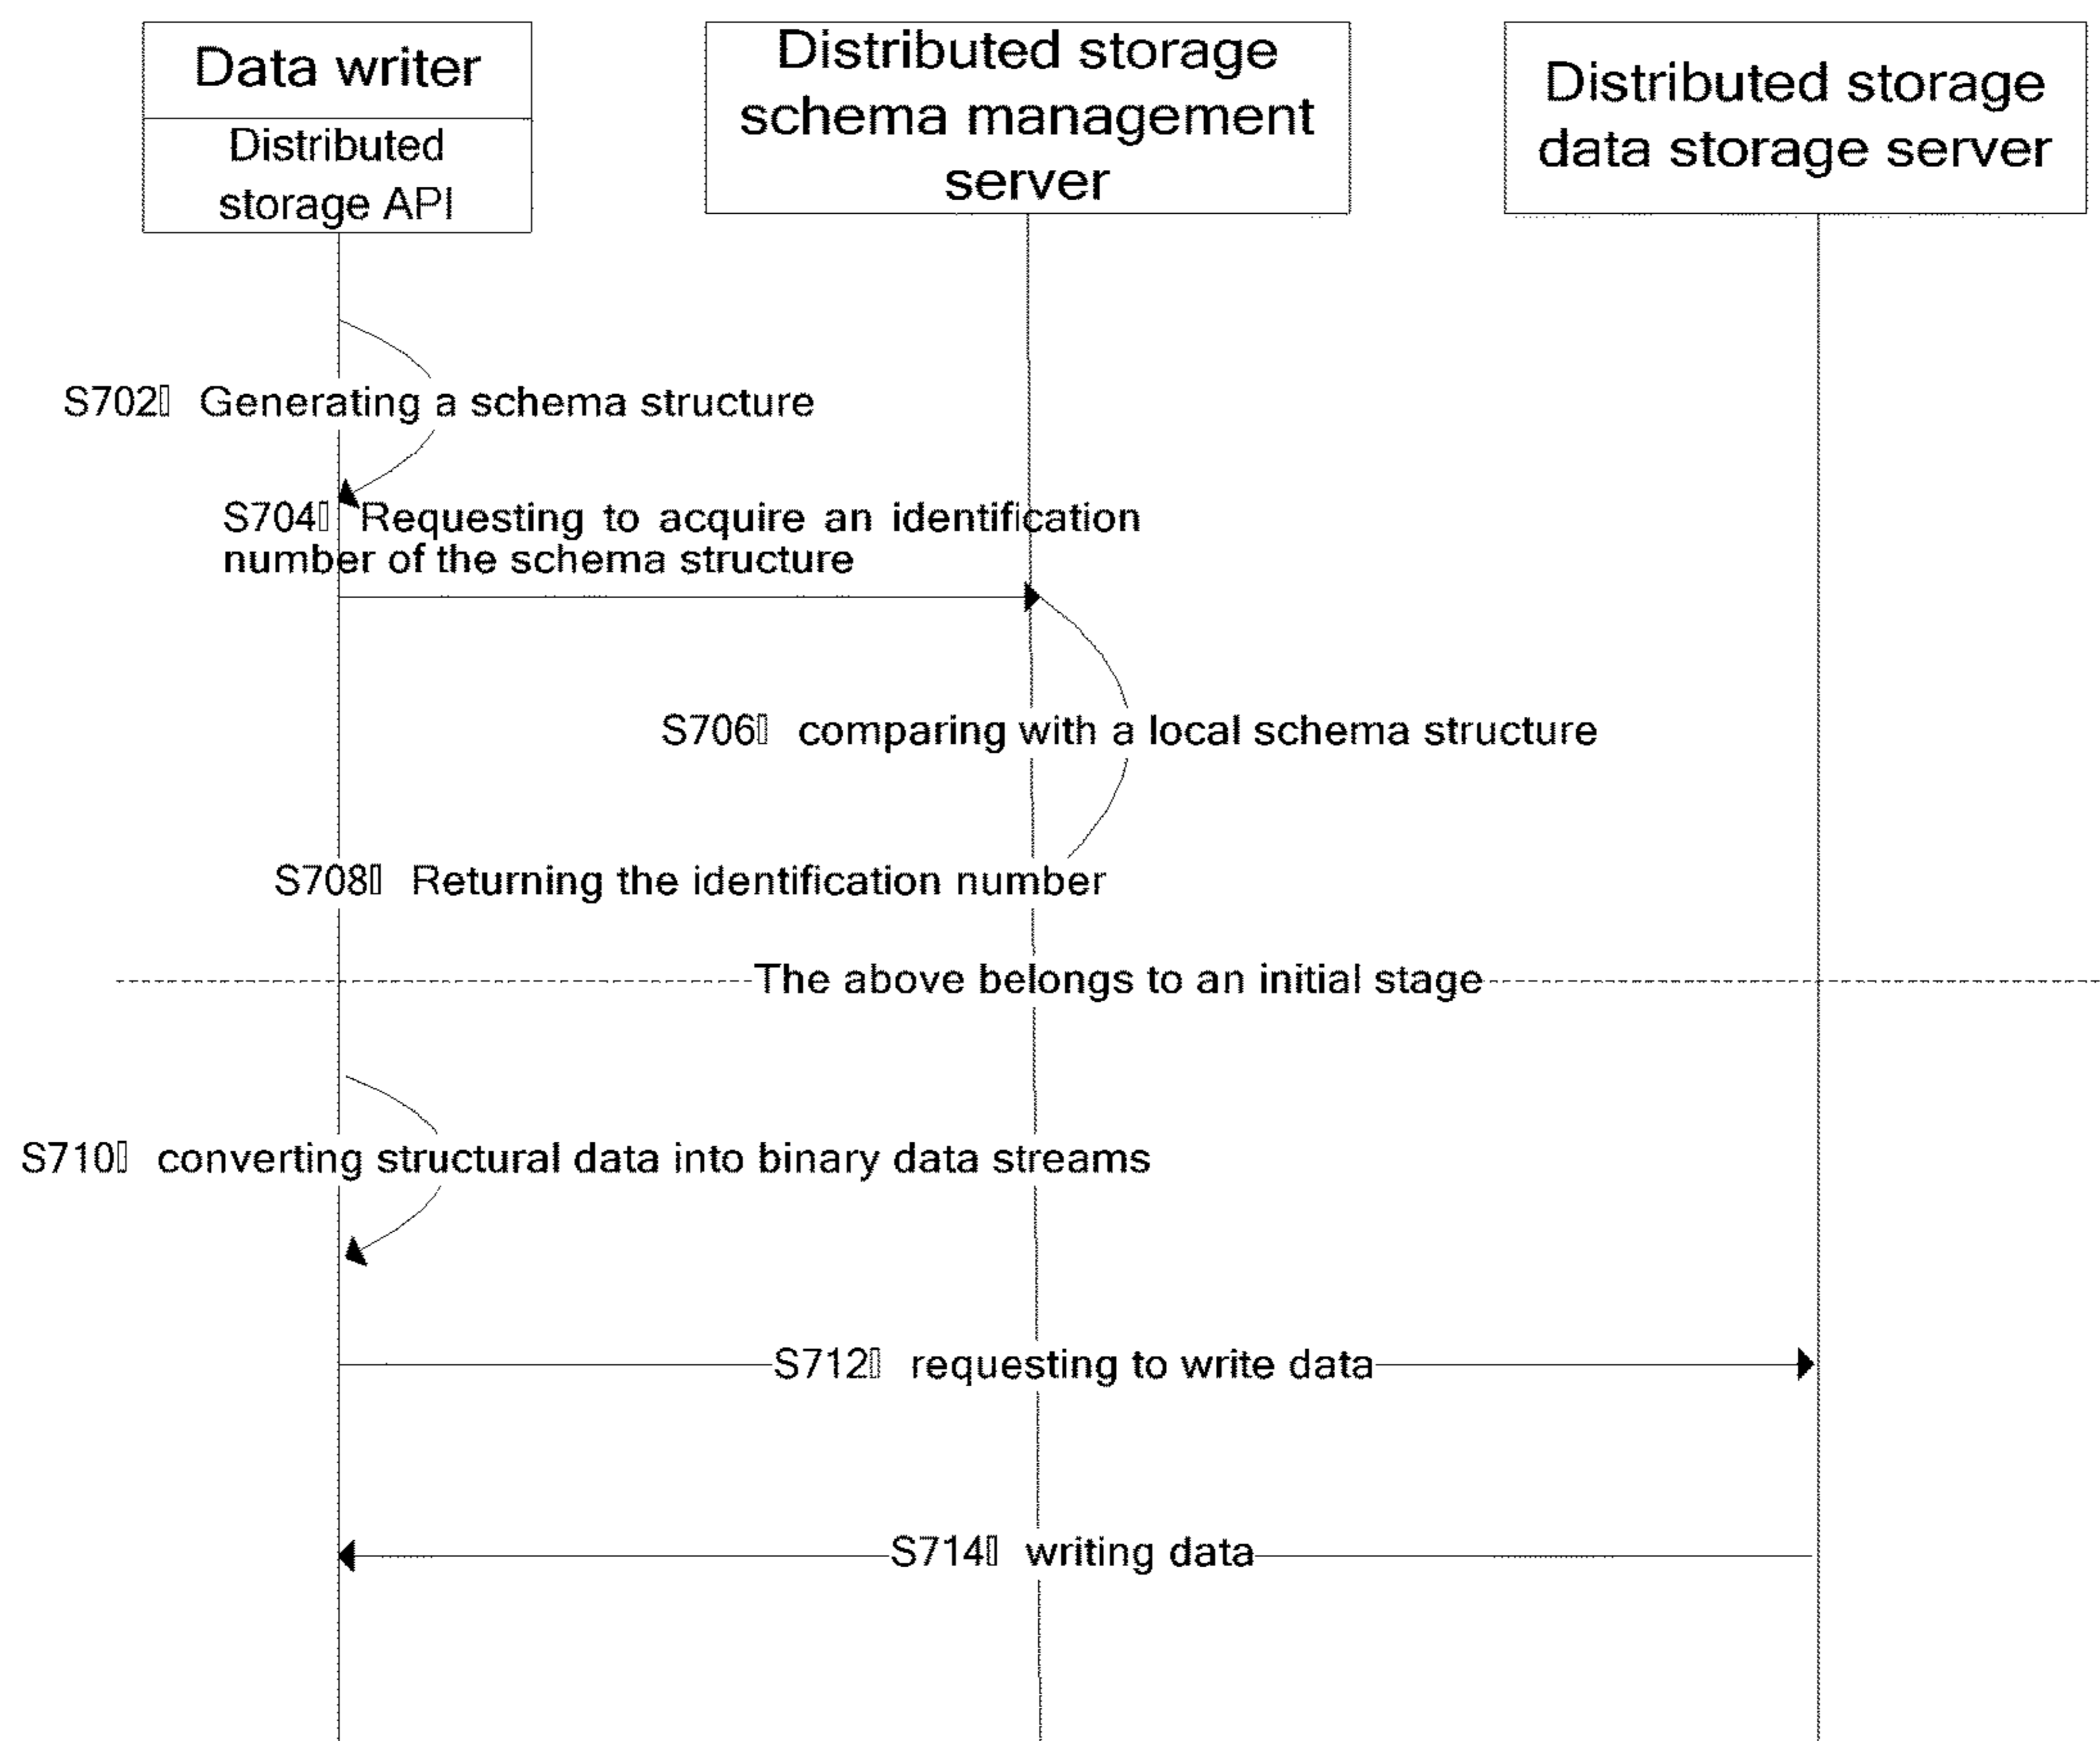 Data writer
Distributed
storage API
Distributed storage
schema management
server
Distributed storage
data storage server
S702▯ Generating a schema structure
S704▯ Requesting to acquire an identification
number of the schema structure
S706▯ comparing with a local schema structure
S708▯ Returning the identification number
The above belongs to an initial stage
S710▯ converting structural data into binary data streams
S712▯ requesting to write data
S714▯ writing data